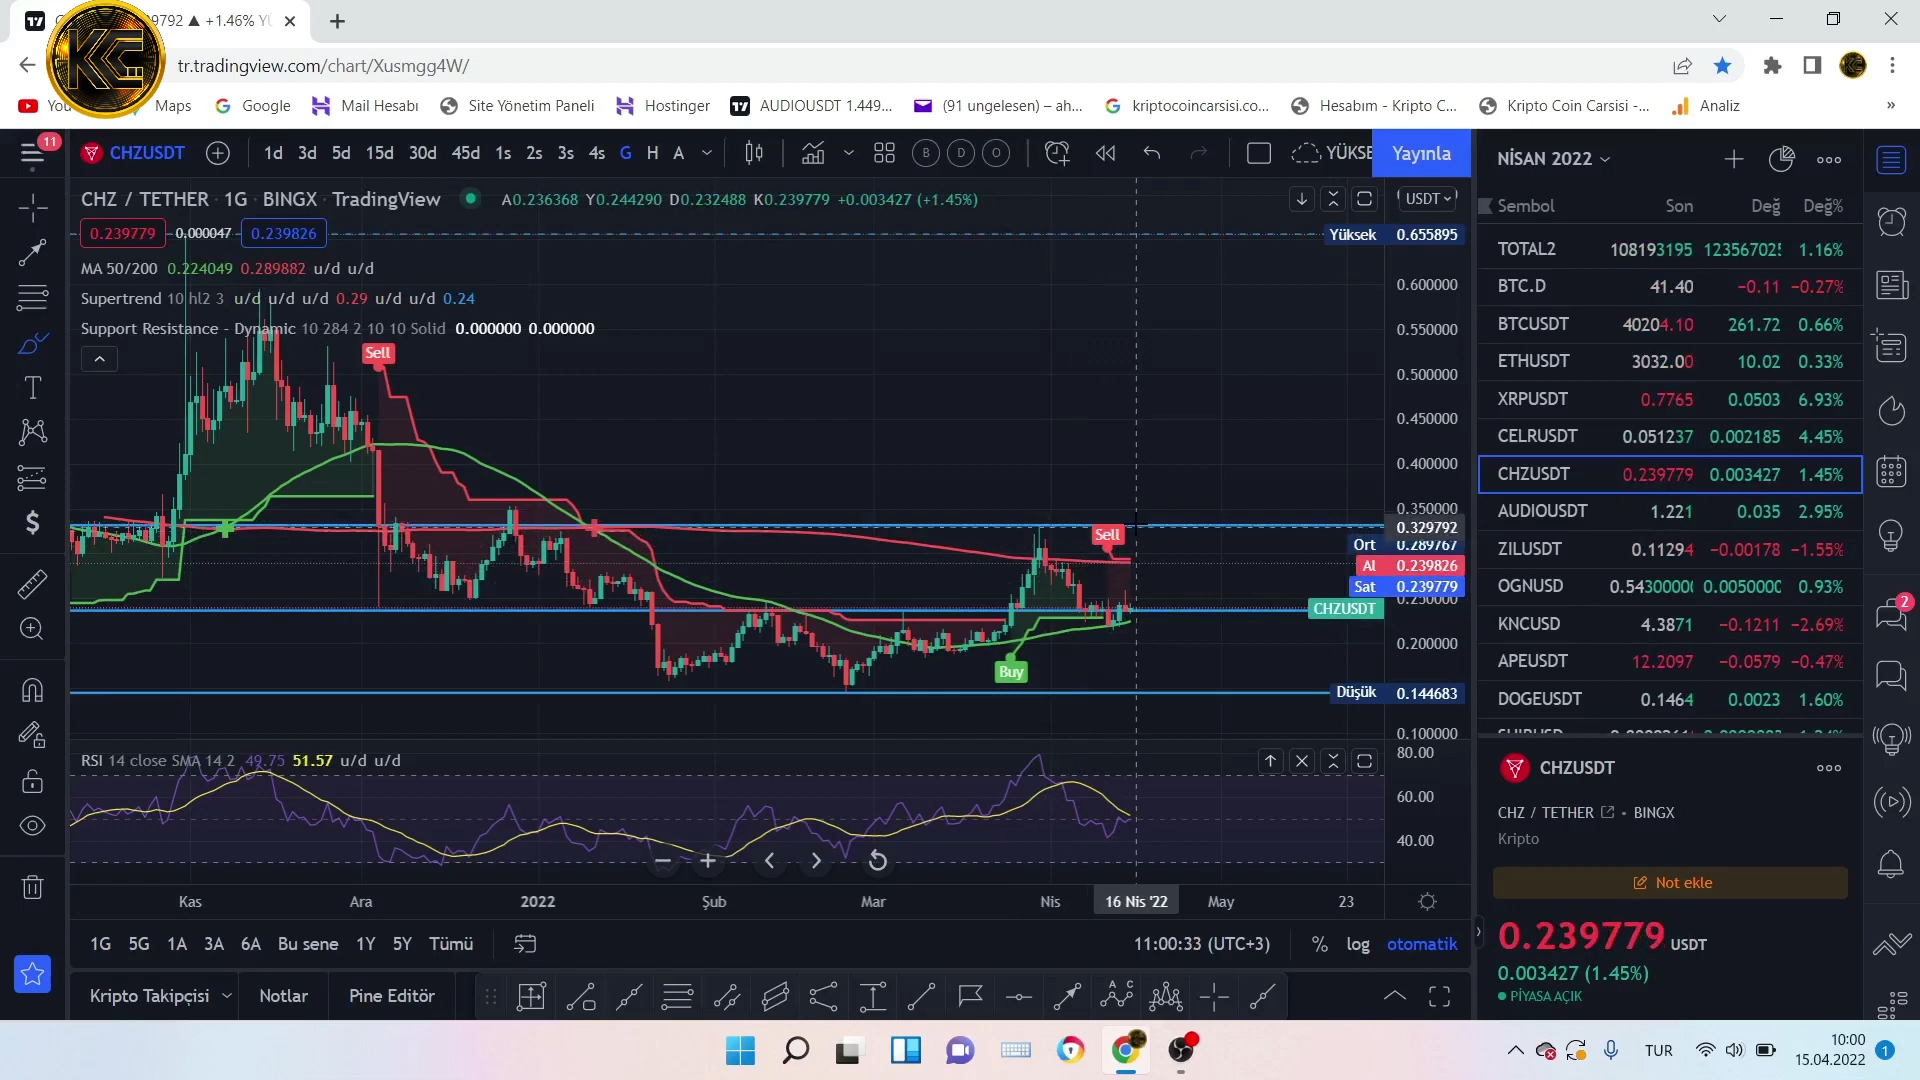 9792 ▲ +1.46%
KC
tr.tradingview.com/chart/Xusmgg4W/
Maps
Google
Mail Hesabı
Site Yönetim Paneli
Hostinger
AUDIOUSDT 1.449...
(91 ungelesen) – ah...
kriptocoincarsisi.co...
Hesabım - Kripto C...
Kripto Coin Carsisi -...
Analiz
»
11
CHZUSDT
1d 3d 5d 15d 30d 45d 1s 2s 3s 4s G H A
B D O
YÜKSE
Yayınla
NİSAN 2022
CHZ / TETHER · 1G · BINGX · TradingView
A0.236368 Y0.244290 D0.232488 K0.239779 +0.003427 (+1.45%)
USDT
Sembol Son Değ Değ%
0.239779 0.000047 0.239826
Yüksek 0.655895
MA 50/200 0.224049 0.289882 u/d u/d
Supertrend 10 hl2 3 u/d u/d u/d 0.29 u/d u/d 0.24
Support Resistance - Dynamic 10 284 2 10 10 Solid 0.000000 0.000000
TOTAL2 108193195 1.16%
BTC.D 41.40 −0.11 −0.27%
BTCUSDT 40204.10 261.72 0.66%
ETHUSDT 3032.00 10.02 0.33%
XRPUSDT 0.7765 0.0503 6.93%
CELRUSDT 0.051237 0.002185 4.45%
CHZUSDT 0.239779 0.003427 1.45%
AUDIOUSDT 1.221 0.035 2.95%
ZILUSDT 0.11294 −0.00178 −1.55%
OGNUSD 0.93%
KNCUSD 4.3871 −0.1211 −2.69%
APEUSDT 12.2097 −0.0579 −0.47%
DOGEUSDT 0.1464 0.0023 1.60%
Sell
Sell
Buy
0.600000
0.550000
0.500000
0.450000
0.400000
0.350000
0.329792
Ort 0.289767
Al 0.239826
Sat 0.239779
0.250000
CHZUSDT
0.200000
Düşük 0.144683
0.100000
2
RSI 14 close SMA 14 2 49.75 51.57 u/d u/d
80.00
60.00
40.00
Kas Ara 2022 Şub Mar Nis 16 Nis '22 May 23
1G 5G 1A 3A 6A Bu sene 1Y 5Y Tümü
11:00:33 (UTC+3)
% log otomatik
Kripto Takipçisi
Notlar
Pine Editör
A C
B
CHZUSDT
CHZ / TETHER • BINGX
Kripto
Not ekle
0.239779 USDT
0.003427 (1.45%)
PİYASA AÇIK
TUR
10:00
15.04.2022
1